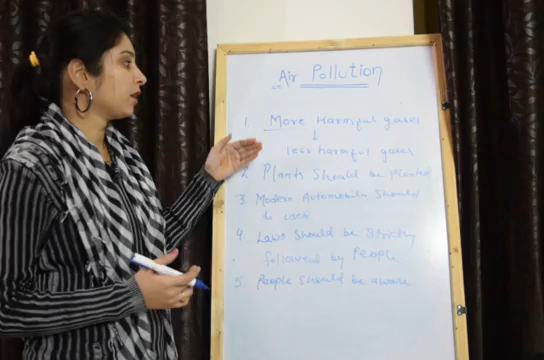 Air Pollution
1 More Harmful gases
↓
less harmful gases
2 Plants Should be Planted
3 Modern Automobile Should
be used
4 Laws Should be Strictly
followed by People
5 People Should be aware